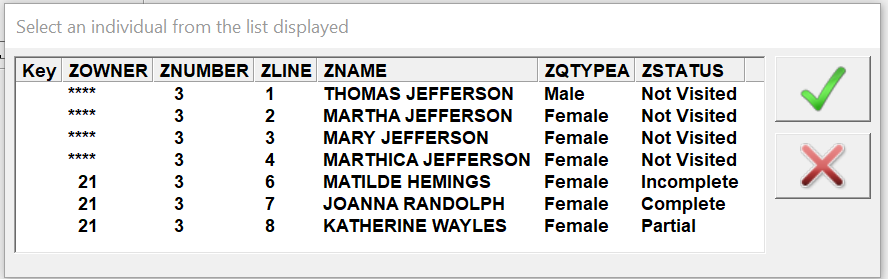 Select an individual from the list displayed
Key ZOWNER ZNUMBER ZLINE ZNAME ZQTYPEA ZSTATUS
**** 3 1 THOMAS JEFFERSON Male Not Visited
**** 3 2 MARTHA JEFFERSON Female Not Visited
**** 3 3 MARY JEFFERSON Female Not Visited
**** 3 4 MARTHICA JEFFERSON Female Not Visited
21 3 6 MATILDE HEMINGS Female Incomplete
21 3 7 JOANNA RANDOLPH Female Complete
21 3 8 KATHERINE WAYLES Female Partial